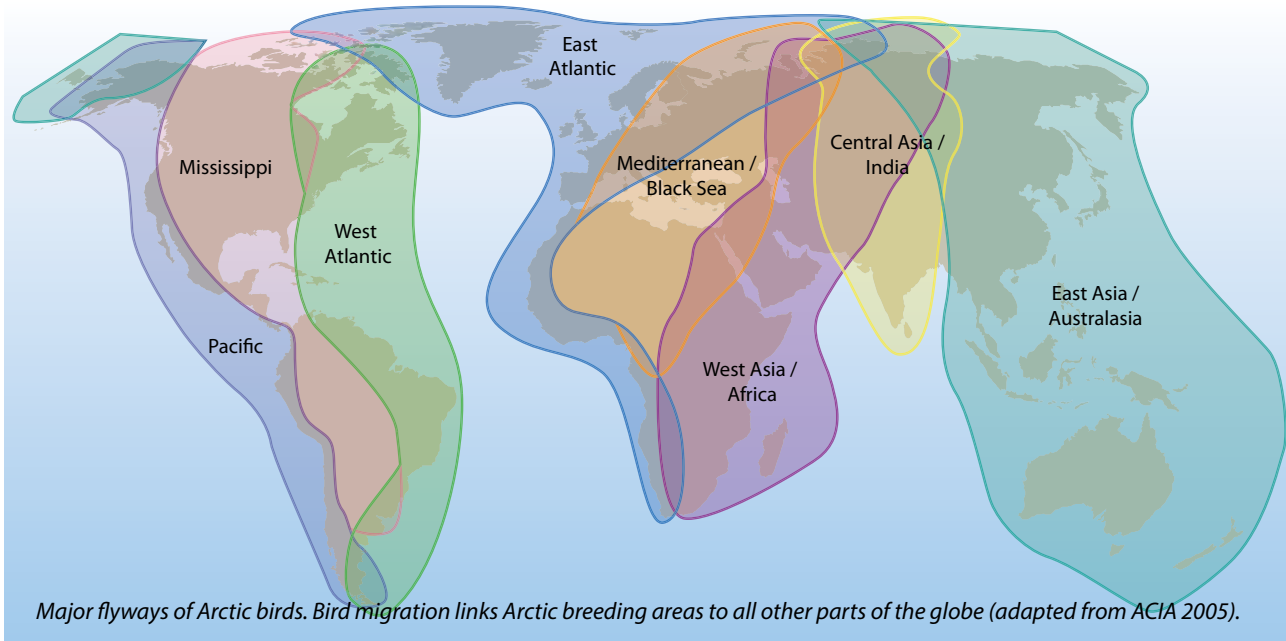 East
Atlantic
Mississippi
Mediterranean /
Black Sea
Central Asia /
India
West
Atlantic
East Asia /
Australasia
Pacific
West Asia /
Africa
Major flyways of Arctic birds. Bird migration links Arctic breeding areas to all other parts of the globe (adapted from ACIA 2005).